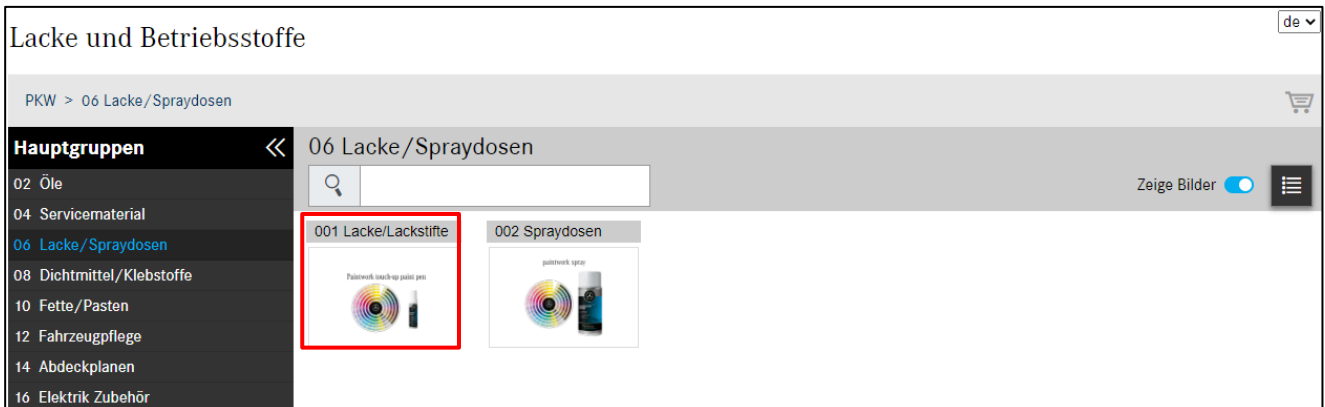 de
Lacke und Betriebsstoffe
PKW > 06 Lacke/Spraydosen
Hauptgruppen
02 Öle
04 Servicematerial
06 Lacke/Spraydosen
08 Dichtmittel/Klebstoffe
10 Fette/Pasten
12 Fahrzeugpflege
14 Abdeckplanen
16 Elektrik Zubehör
06 Lacke/Spraydosen
Zeige Bilder
001 Lacke/Lackstifte
Paintwork touch-up paint pen
002 Spraydosen
paintwork spray